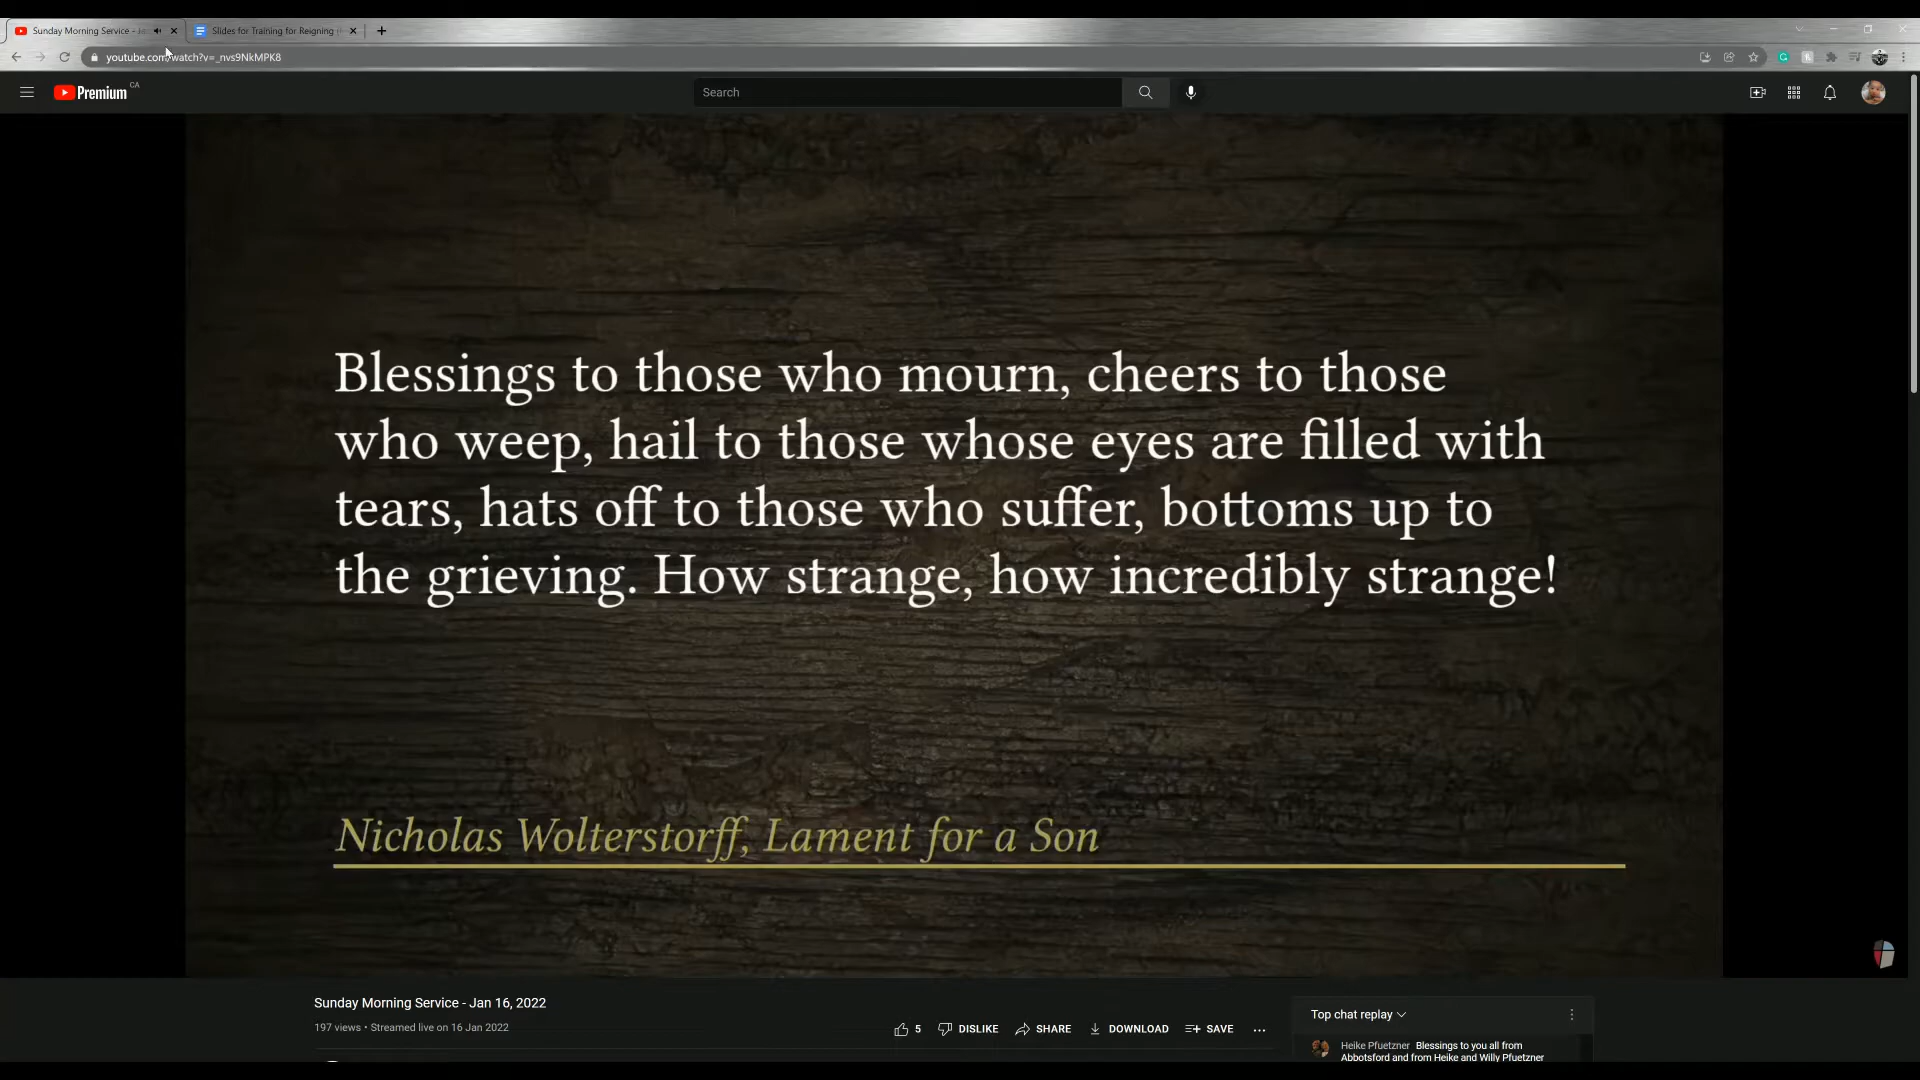 Sunday Morning Service -
Slides for Training for Reigning
youtube.com/watch?v=_nvs9NkMPK8
Premium CA
Search
Blessings to those who mourn, cheers to those
who weep, hail to those whose eyes are filled with
tears, hats off to those who suffer, bottoms up to
the grieving. How strange, how incredibly strange!
Nicholas Wolterstorff, Lament for a Son
Sunday Morning Service - Jan 16, 2022
197 views • Streamed live on 16 Jan 2022
5 DISLIKE SHARE DOWNLOAD SAVE ...
Top chat replay
Heike Pfuetzner Blessings to you all from
Abbotsford and from Heike and Willy Pfuetzner